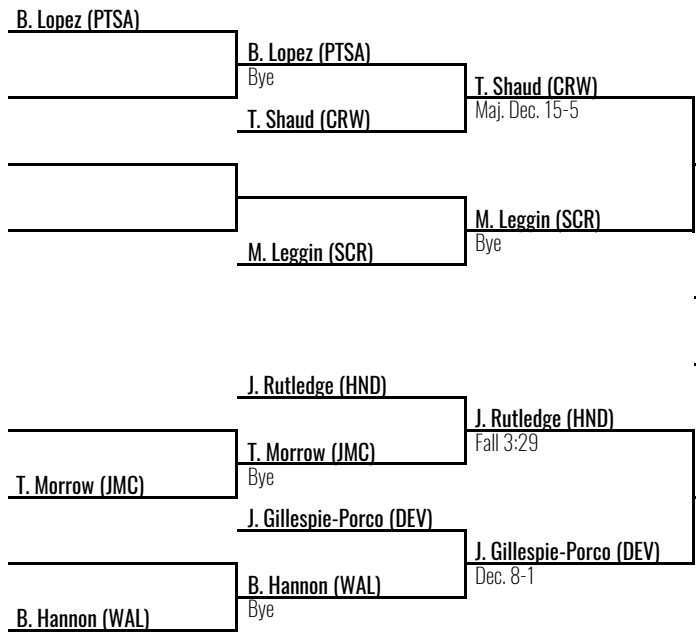 B. Lopez (PTSA)
B. Lopez (PTSA)
Bye
T. Shaud (CRW)
T. Shaud (CRW)
Maj. Dec. 15-5
M. Leggin (SCR)
M. Leggin (SCR)
Bye
J. Rutledge (HND)
T. Morrow (JMC)
T. Morrow (JMC)
Bye
J. Rutledge (HND)
Fall 3:29
J. Gillespie-Porco (DEV)
B. Hannon (WAL)
B. Hannon (WAL)
Bye
J. Gillespie-Porco (DEV)
Dec. 8-1